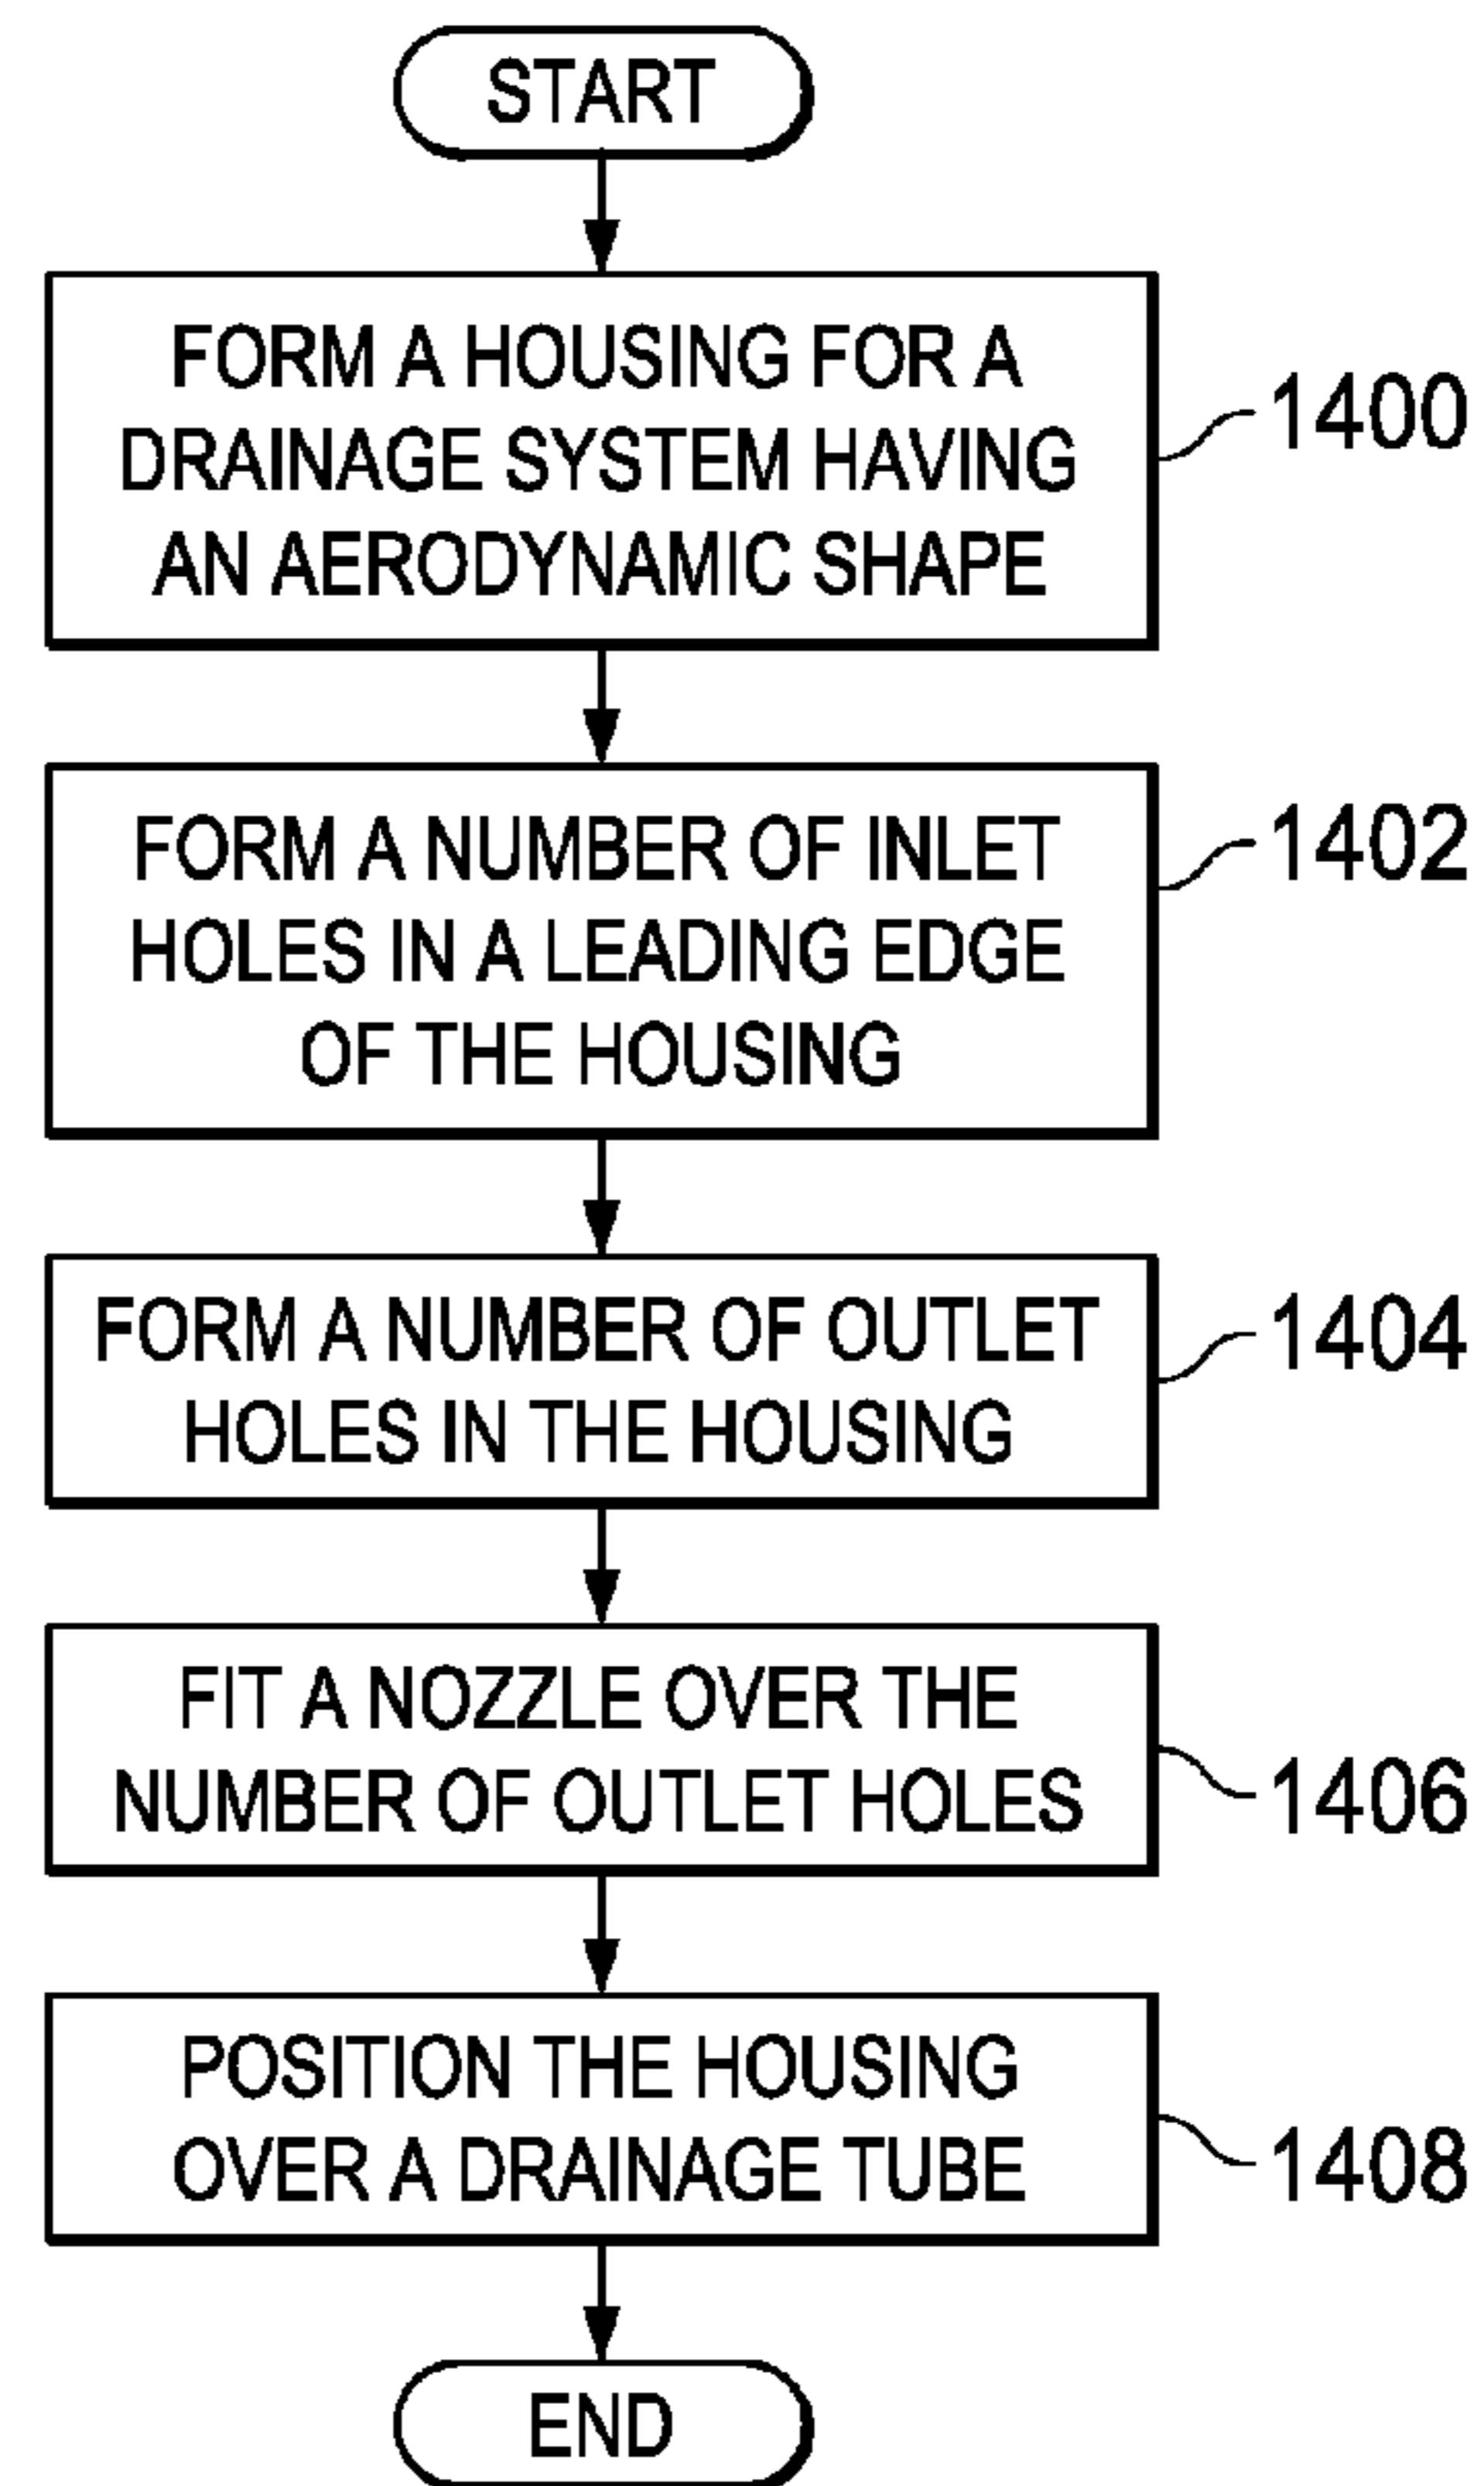 START
FORM A HOUSING FOR A
DRAINAGE SYSTEM HAVING
AN AERODYNAMIC SHAPE
1400
FORM A NUMBER OF INLET
HOLES IN A LEADING EDGE
OF THE HOUSING
1402
FORM A NUMBER OF OUTLET
HOLES IN THE HOUSING
1404
FIT A NOZZLE OVER THE
NUMBER OF OUTLET HOLES
1406
POSITION THE HOUSING
OVER A DRAINAGE TUBE
1408
END